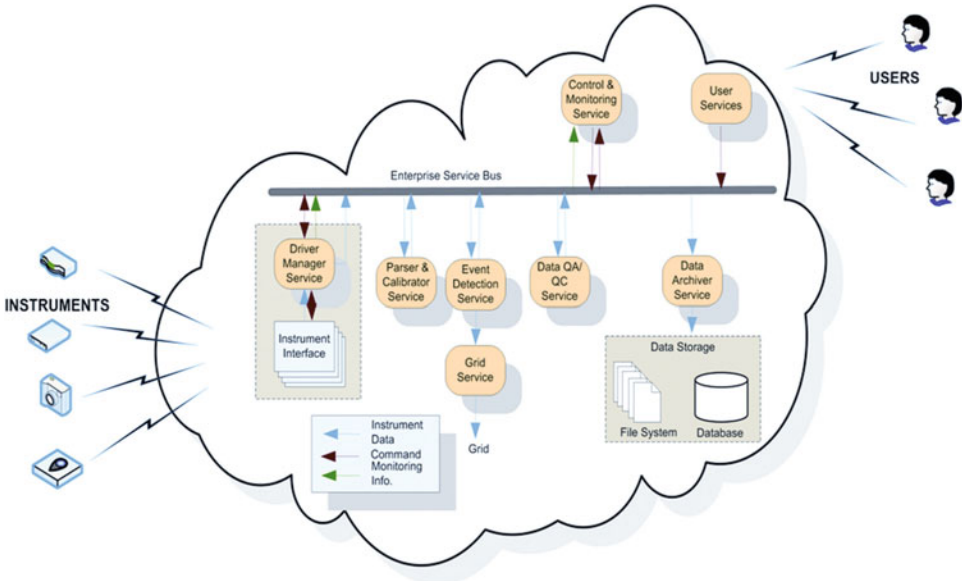 USERS
Control &
Monitoring
Service
User
Services
Enterprise Service Bus
INSTRUMENTS
Driver
Manager
Service
Parser &
Calibrator
Service
Event
Detection
Service
Data QA/
QC
Service
Data
Archiver
Service
Instrument
Interface
Grid
Service
Data Storage
File System
Database
Grid
Instrument
Data
Command
Monitoring
Info.